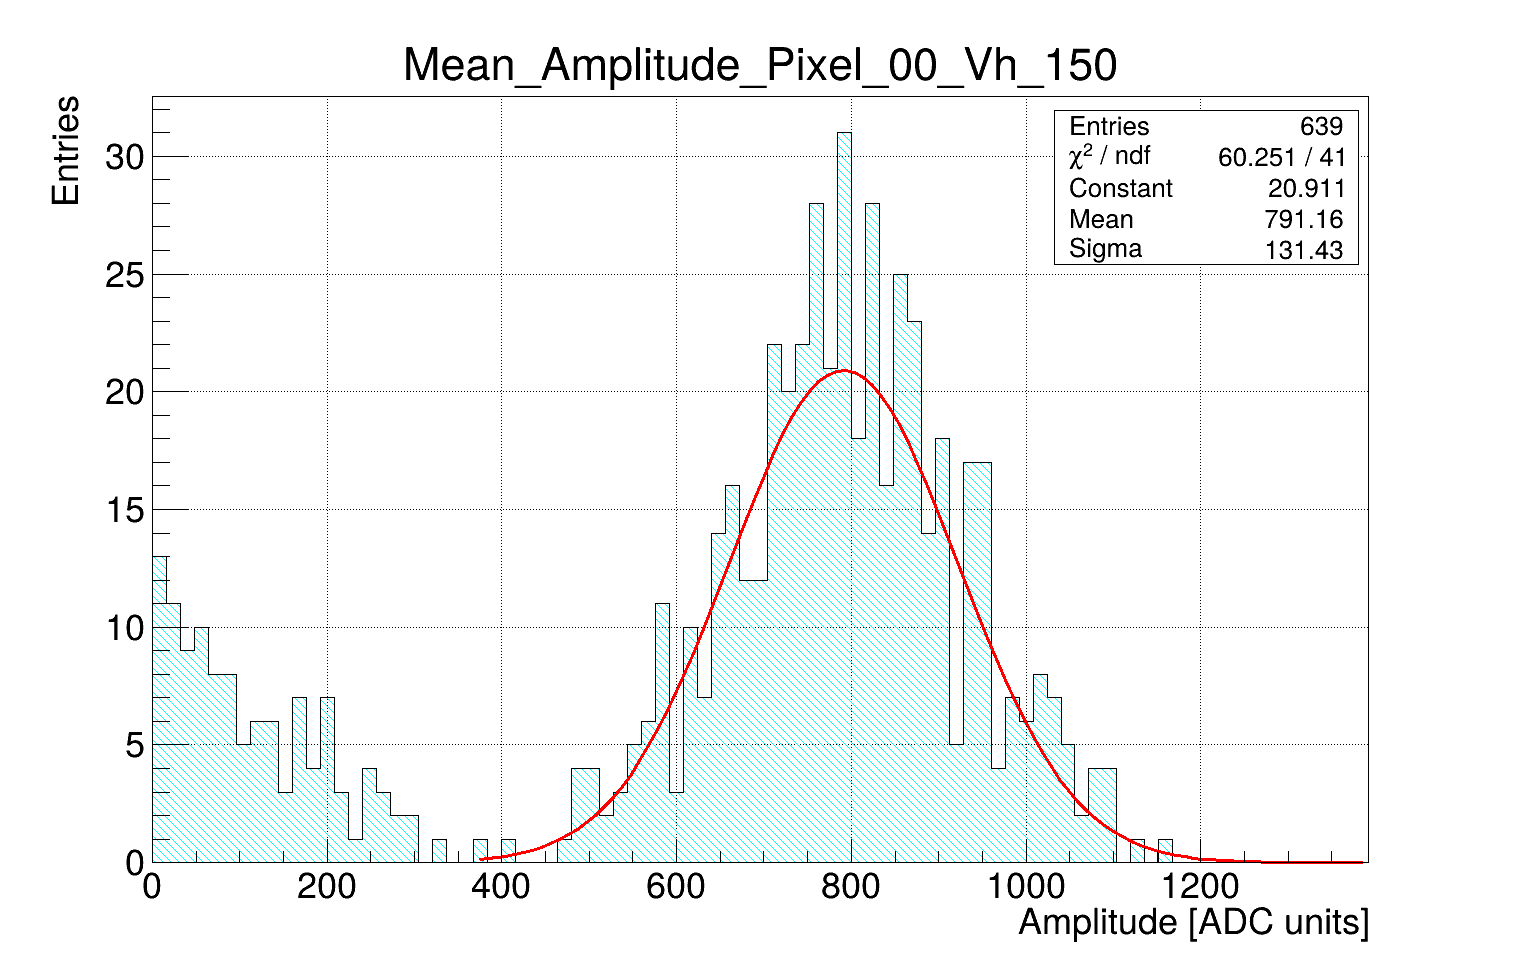 Mean_Amplitude_Pixel_00_Vh_150
Entries
Entries 639
χ² / ndf 60.251 / 41
Constant 20.911
Mean 791.16
Sigma 131.43
30
25
20
15
10
5
0
0 200 400 600 800 1000 1200
Amplitude [ADC units]